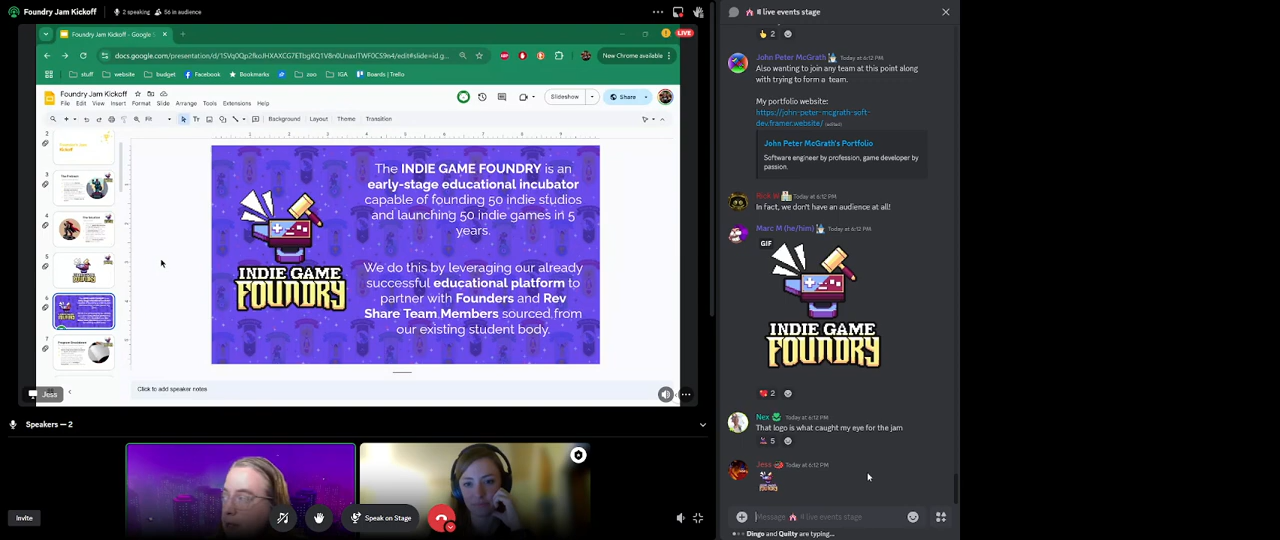 Foundry Jam Kickoff
2 speaking
56 in audience
LIVE
Foundry Jam Kickoff - Google
New Chrome available
stuff
website
budget
Facebook
Bookmarks
zoo
IGA
Boards | Trello
Foundry Jam Kickoff
File Edit View Insert Format Slide Arrange Tools Extensions Help
Slideshow
Share
Fit
Background
Layout
Theme
Transition
2
3
4
5
6
7
The INDIE GAME FOUNDRY is an
early-stage educational incubator
capable of founding 50 indie studios
and launching 50 indie games in 5
years.
We do this by leveraging our already
successful educational platform to
partner with Founders and Rev
Share Team Members sourced from
our existing student body.
INDIE GAME
FOUNDRY
Click to add speaker notes
Jess
Speakers — 2
Invite
Speak on Stage
live events stage
2
John Peter McGrath Today at 6:12 PM
Also wanting to join any team at this point along
with trying to form a team.
My portfolio website:
https://john-peter-mcgrath-soft-
dev.framer.website/ (edited)
John Peter McGrath's Portfolio
Software engineer by profession, game developer by
passion.
Today at 6:12 PM
In fact, we don't have an audience at all!
Marc M (he/him) Today at 6:12 PM
GIF
INDIE GAME
FOUNDRY
2
Nex Today at 6:12 PM
That logo is what caught my eye for the jam
5
Jess Today at 6:12 PM
Message live events stage
Dingo and Quilty are typing...